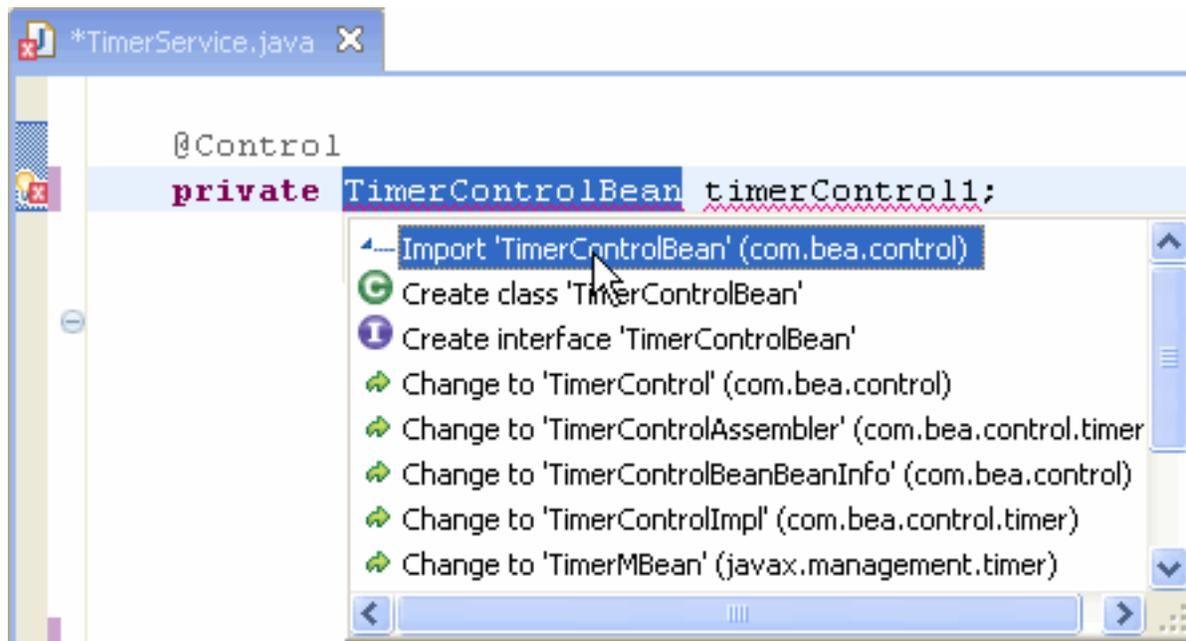 *TimerService.java
@Control
private TimerControlBean timerControl1;
Import 'TimerControlBean' (com.bea.control)
Create class 'TimerControlBean'
Create interface 'TimerControlBean'
Change to 'TimerControl' (com.bea.control)
Change to 'TimerControlAssembler' (com.bea.control.timer
Change to 'TimerControlBeanBeanInfo' (com.bea.control)
Change to 'TimerControlImpl' (com.bea.control.timer)
Change to 'TimerMBean' (javax.management.timer)